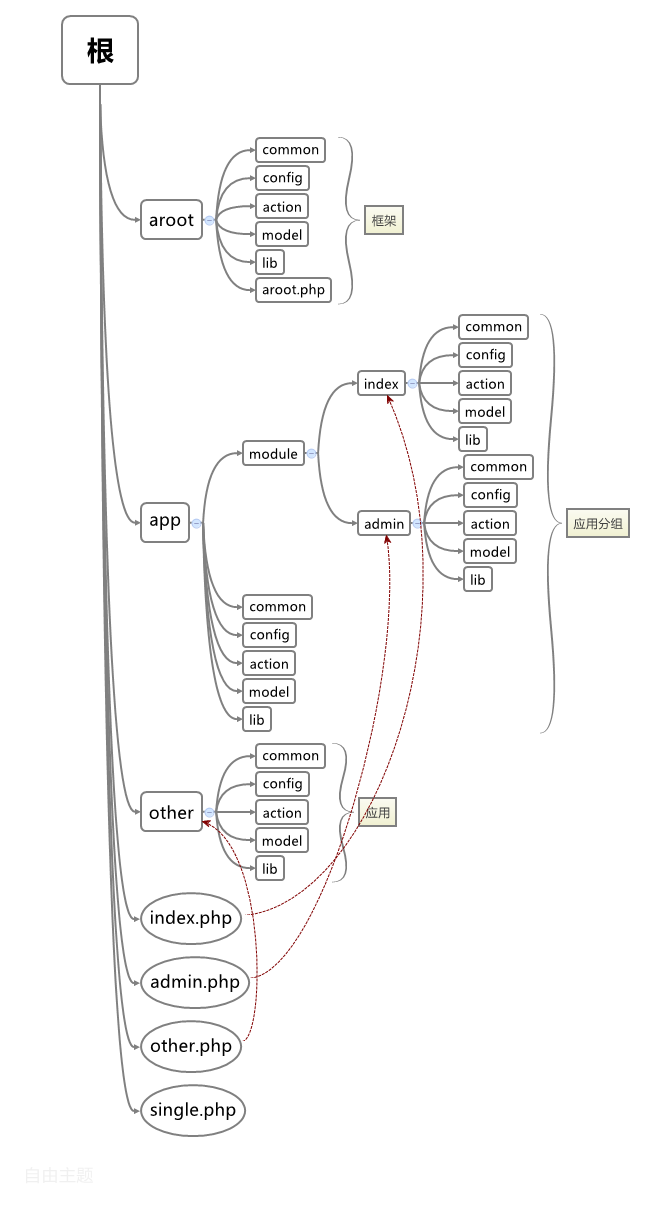 根
aroot
common
config
action
model
lib
aroot.php
框架
app
module
index
common
config
action
model
lib
admin
common
config
action
model
lib
common
config
action
model
lib
应用分组
other
common
config
action
model
lib
应用
index.php
admin.php
other.php
single.php
自由主题